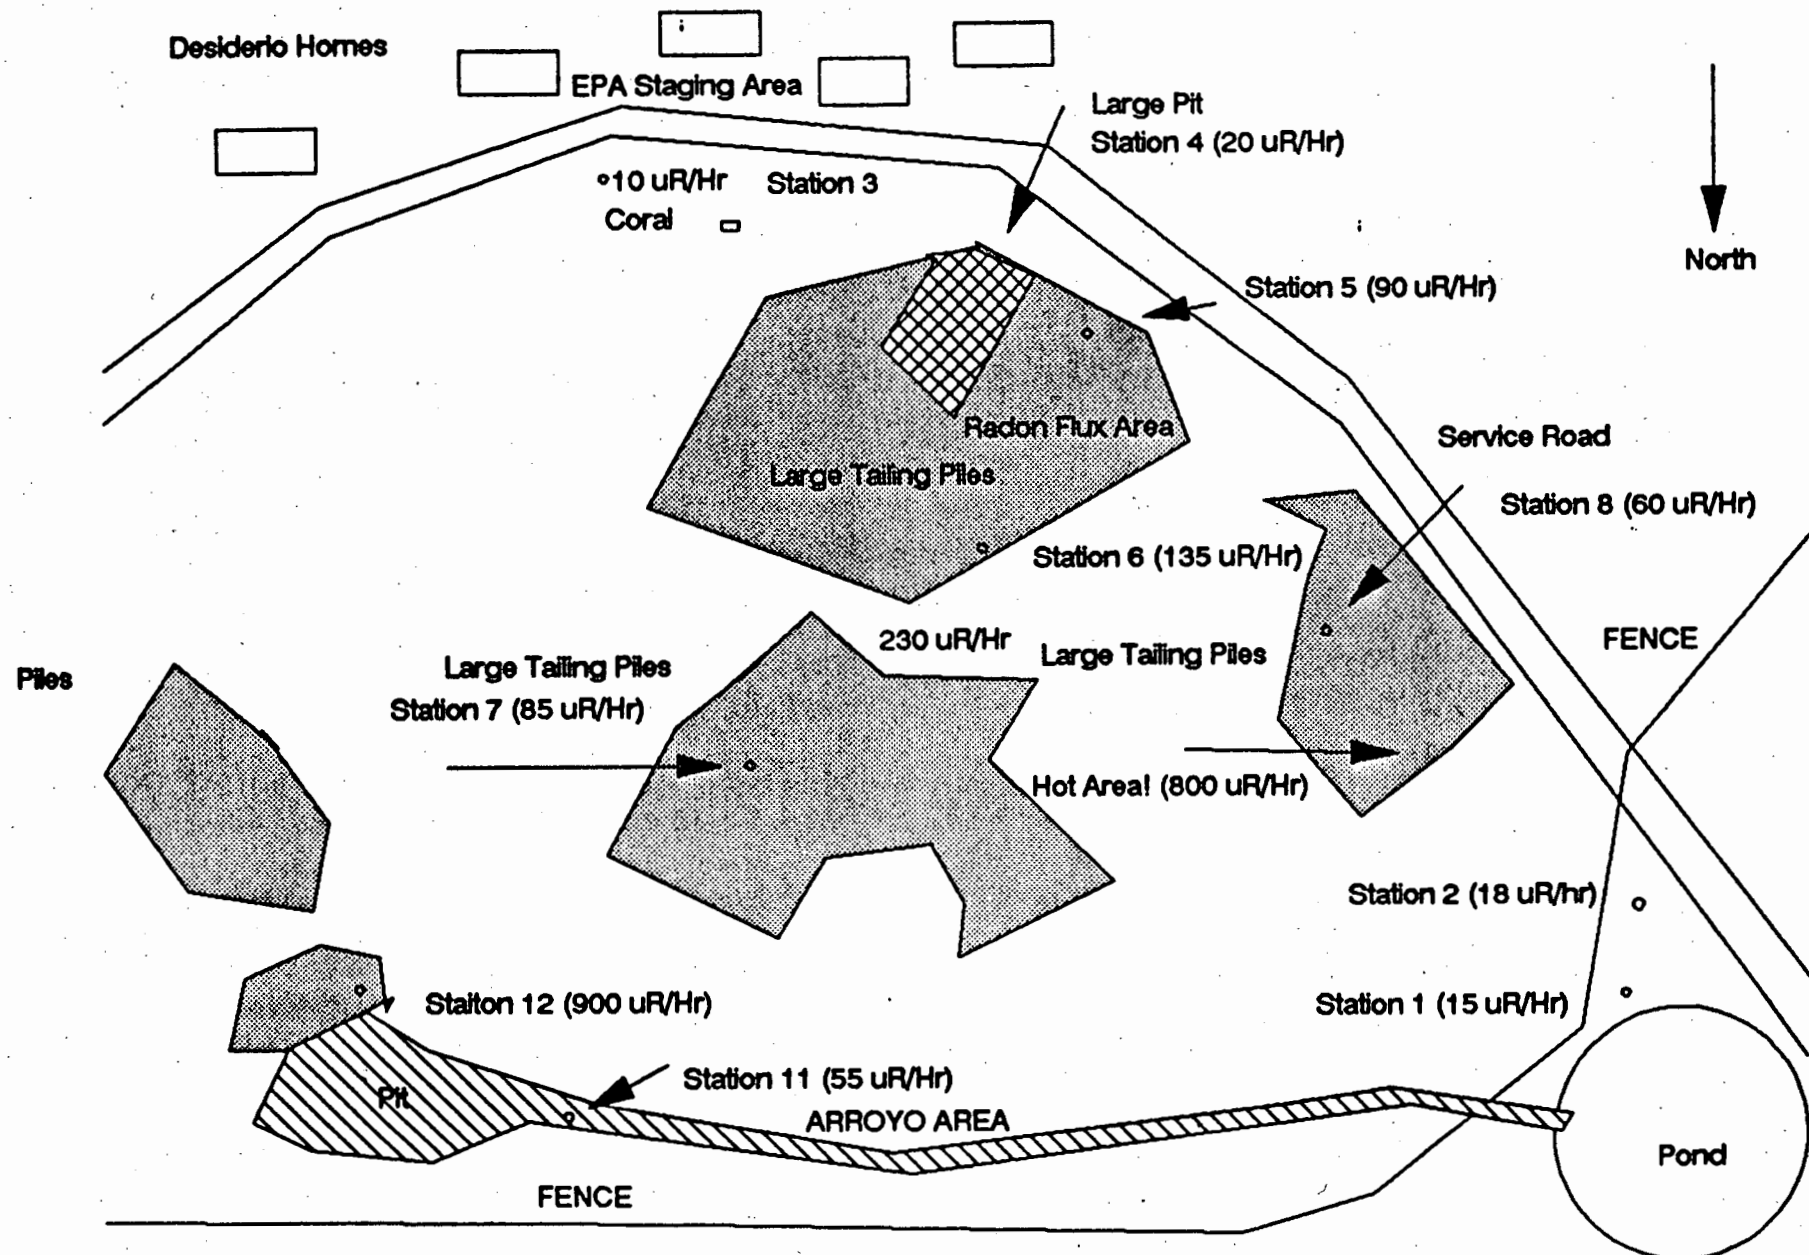 Desiderio Homes
EPA Staging Area
Large Pit
Station 4 (20 uR/Hr)
10 uR/Hr
Station 3
Coral
North
Station 5 (90 uR/Hr)
Radon Flux Area
Service Road
Large Tailing Piles
Station 8 (60 uR/Hr)
Station 6 (135 uR/Hr)
230 uR/Hr
FENCE
Large Tailing Piles
Large Tailing Piles
Piles
Station 7 (85 uR/Hr)
Hot Area! (800 uR/Hr)
Station 2 (18 uR/hr)
Staiton 12 (900 uR/Hr)
Station 1 (15 uR/Hr)
Station 11 (55 uR/Hr)
Pit
ARROYO AREA
Pond
FENCE